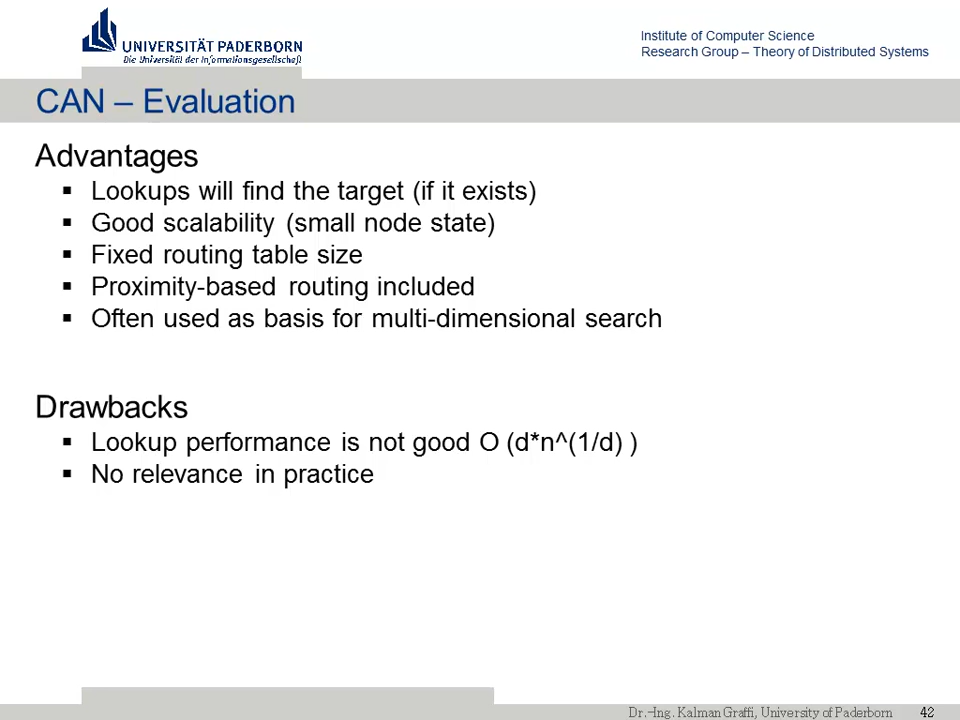 UNIVERSITÄT PADERBORN
Die Universität der Informationsgesellschaft
Institute of Computer Science
Research Group – Theory of Distributed Systems
CAN – Evaluation
Advantages
▪ Lookups will find the target (if it exists)
▪ Good scalability (small node state)
▪ Fixed routing table size
▪ Proximity-based routing included
▪ Often used as basis for multi-dimensional search
Drawbacks
▪ Lookup performance is not good O (d*n^(1/d) )
▪ No relevance in practice
Dr.-Ing. Kalman Graffi, University of Paderborn 42